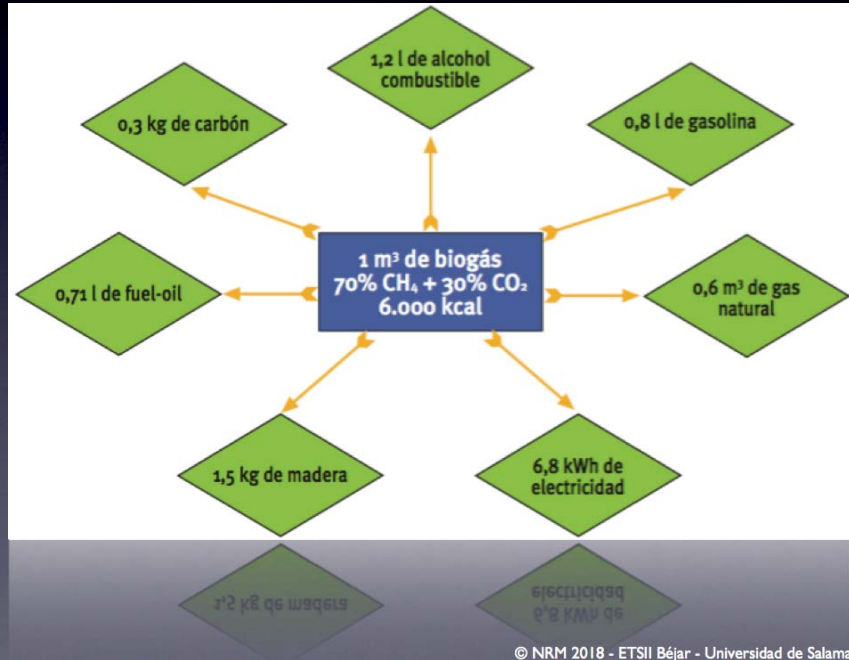 1,2 l de alcohol
combustible
0,3 kg de carbón
0,8 l de gasolina
1 m³ de biogás
70% CH₄ + 30% CO₂
6.000 kcal
0,71 l de fuel-oil
0,6 m³ de gas
natural
1,5 kg de madera
6,8 kWh de
electricidad
© NRM 2018 - ETSII Béjar - Universidad de Salama